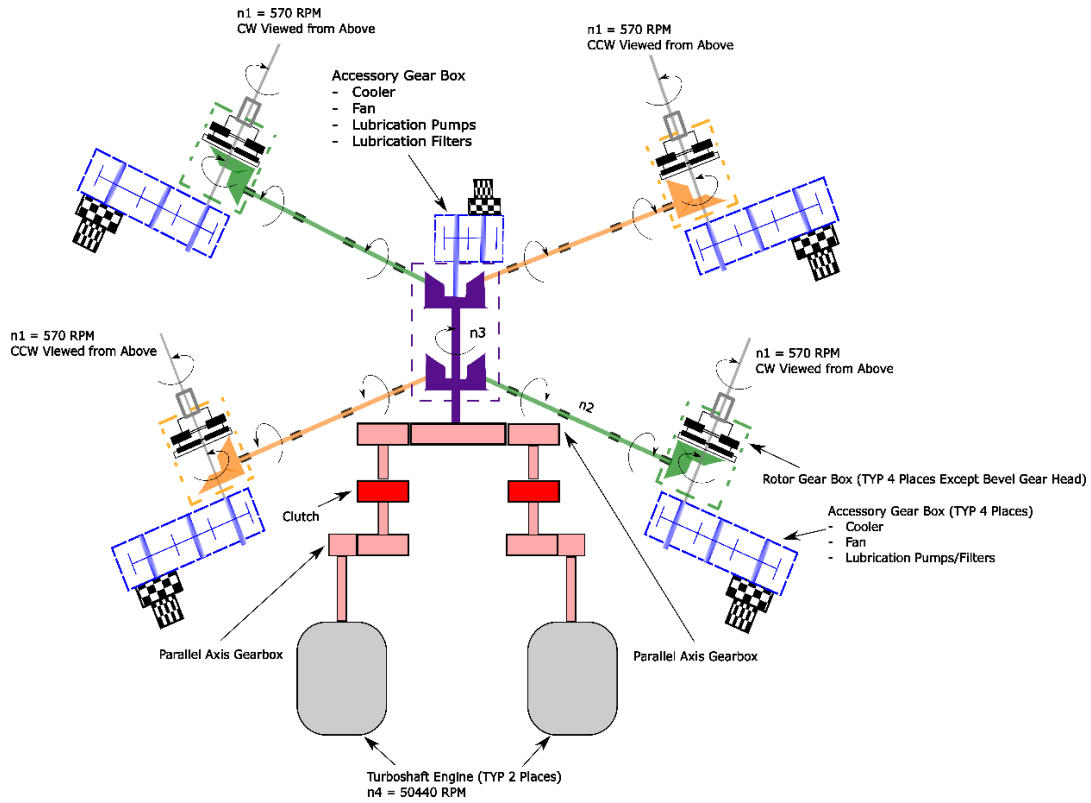 n1 = 570 RPM
CW Viewed from Above
n1 = 570 RPM
CCW Viewed from Above
Accessory Gear Box
- Cooler
- Fan
- Lubrication Pumps
- Lubrication Filters
n3
n1 = 570 RPM
CCW Viewed from Above
n1 = 570 RPM
CW Viewed from Above
n2
Rotor Gear Box (TYP 4 Places Except Bevel Gear Head)
Clutch
Accessory Gear Box (TYP 4 Places)
- Cooler
- Fan
- Lubrication Pumps/Filters
Parallel Axis Gearbox
Parallel Axis Gearbox
Turboshaft Engine (TYP 2 Places)
n4 = 50440 RPM